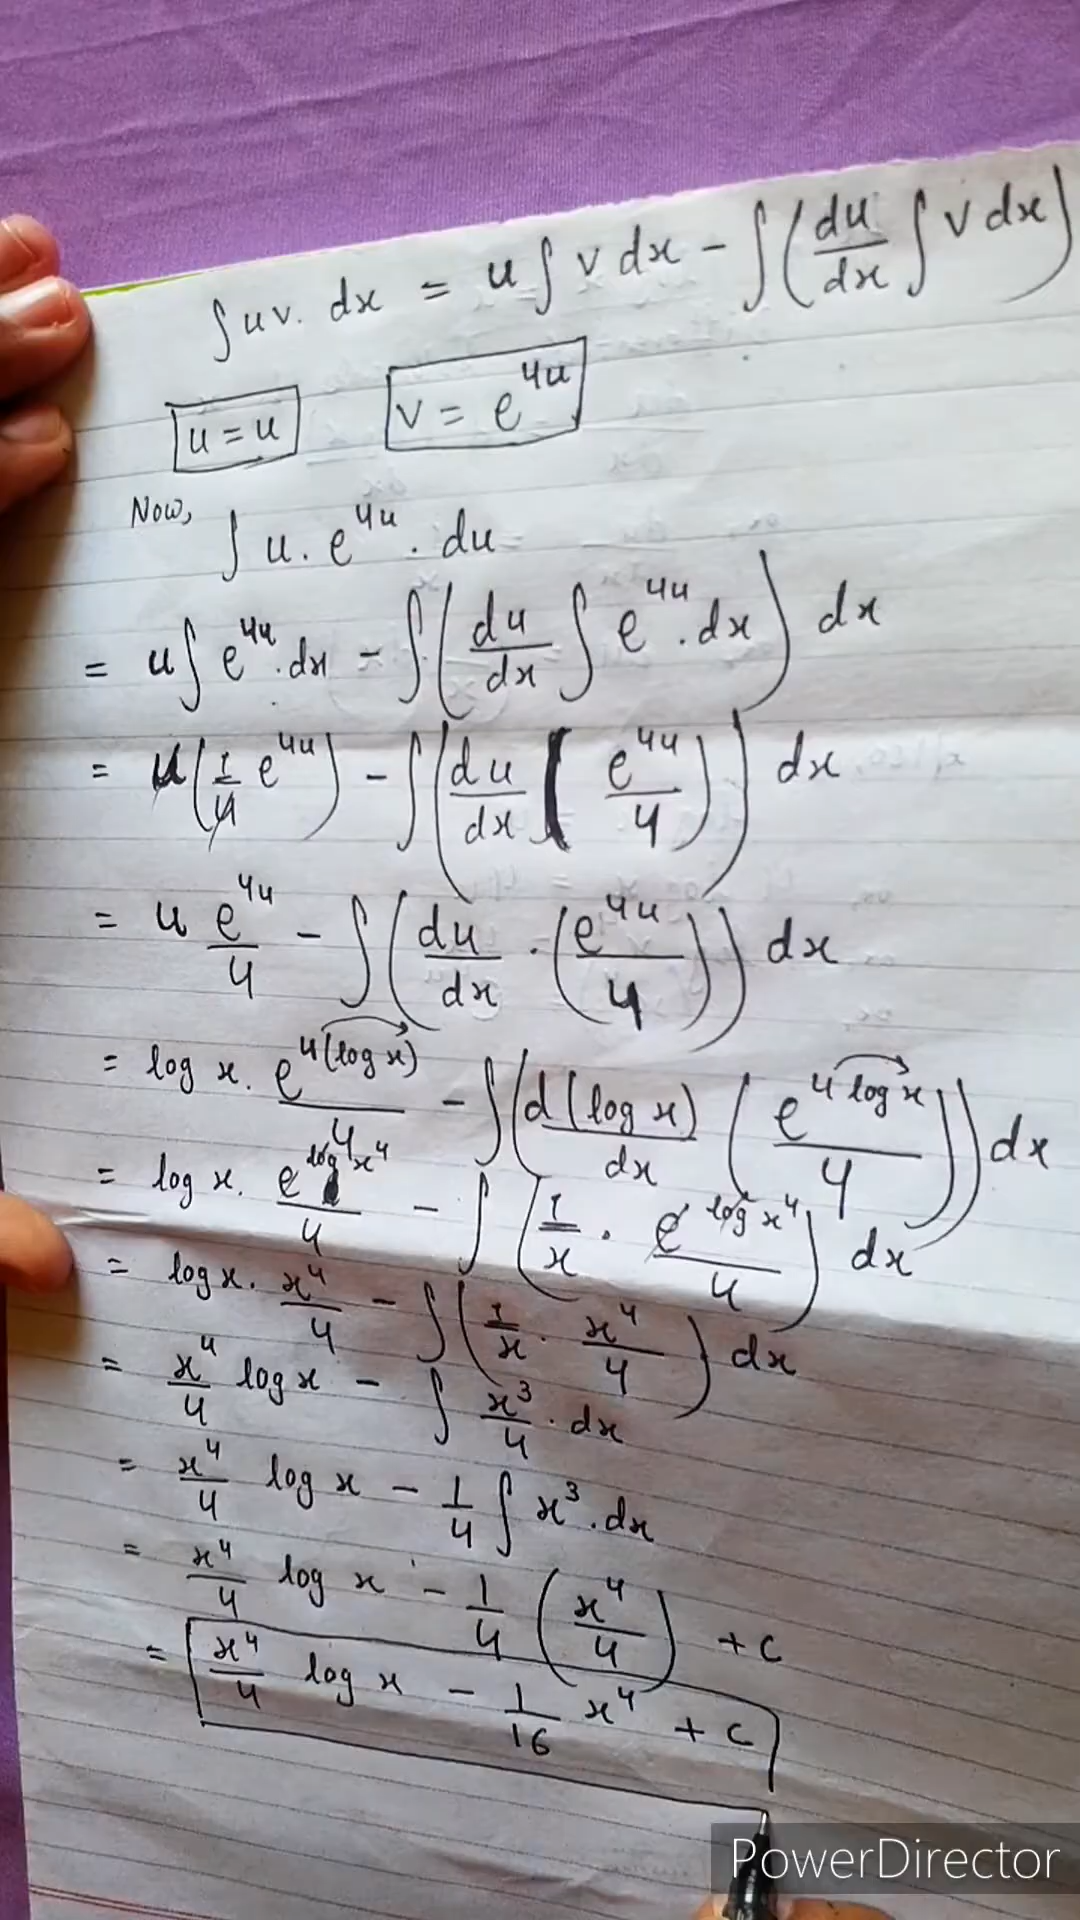 ∫uv. dx = u∫v dx − ∫(du/dx ∫v dx)
u = u   v = e^4u
Now, ∫u. e^4u . du
= u∫e^4u . dx − ∫(du/dx ∫e^4u . dx) dx
= u(1/4 e^4u) − ∫(du/dx (e^4u/4)) dx
= u e^4u/4 − ∫(du/dx . (e^4u/4)) dx
= log x. e^4(log x)/4 − ∫(d(log x)/dx (e^4 log x/4)) dx
= log x. e^log x^4/4 − ∫(1/x . e^log x^4/4) dx
= log x. x^4/4 − ∫(1/x . x^4/4) dx
= x^4/4 log x − ∫x^3/4 . dx
= x^4/4 log x − 1/4 ∫x^3 . dx
= x^4/4 log x − 1/4 (x^4/4) + c
= x^4/4 log x − 1/16 x^4 + c
PowerDirector